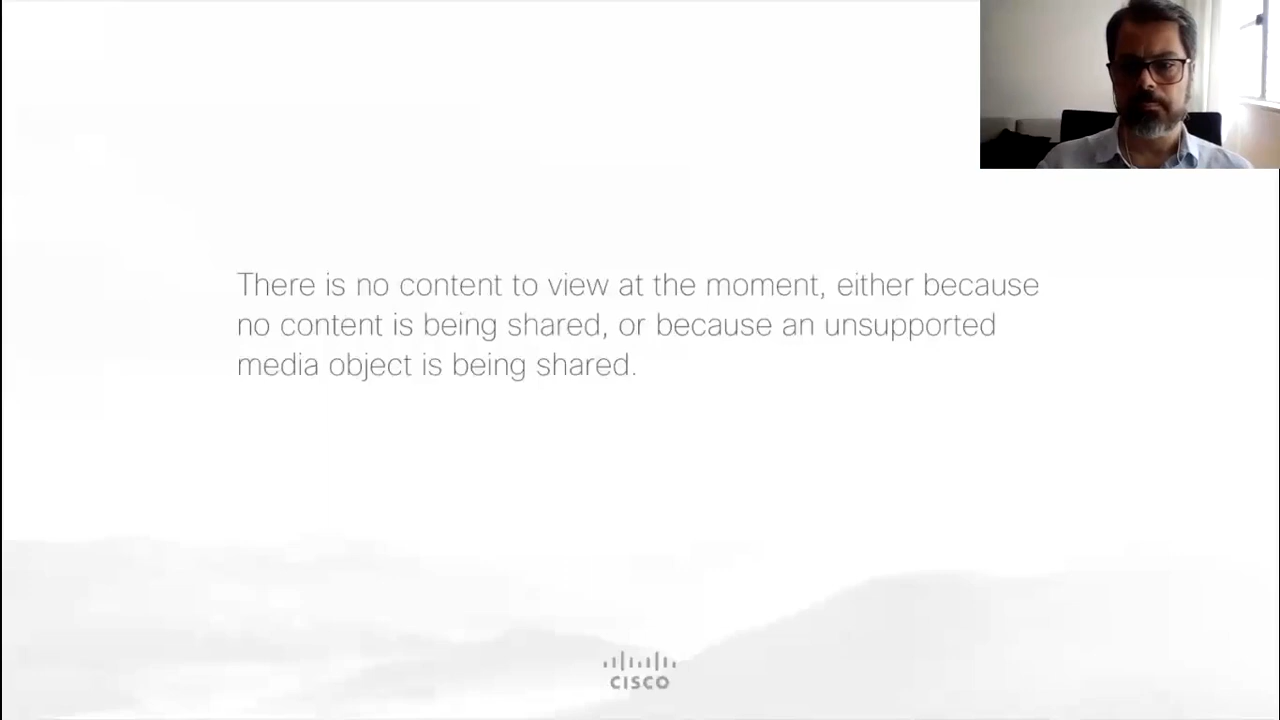 There is no content to view at the moment, either because
no content is being shared, or because an unsupported
media object is being shared.
CISCO